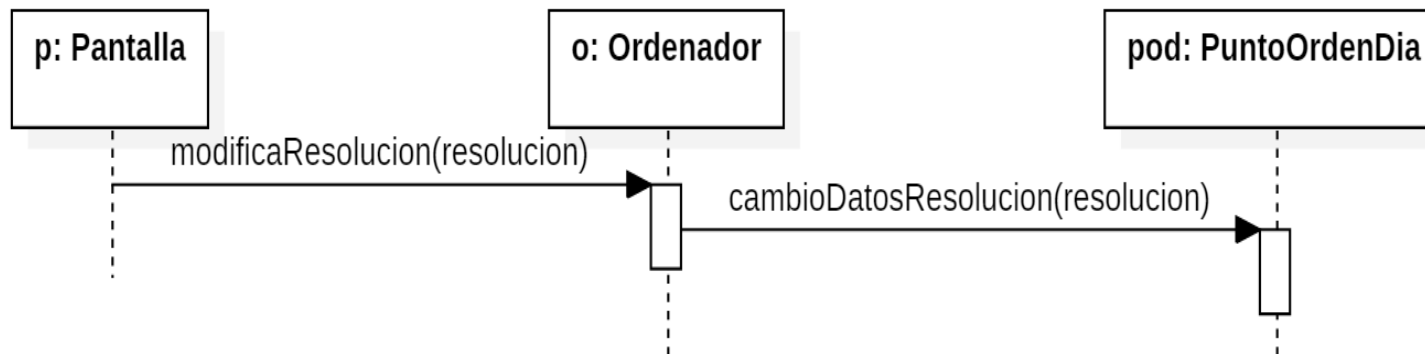 p: Pantalla
o: Ordenador
pod: PuntoOrdenDia
modificaResolucion(resolucion)
cambioDatosResolucion(resolucion)